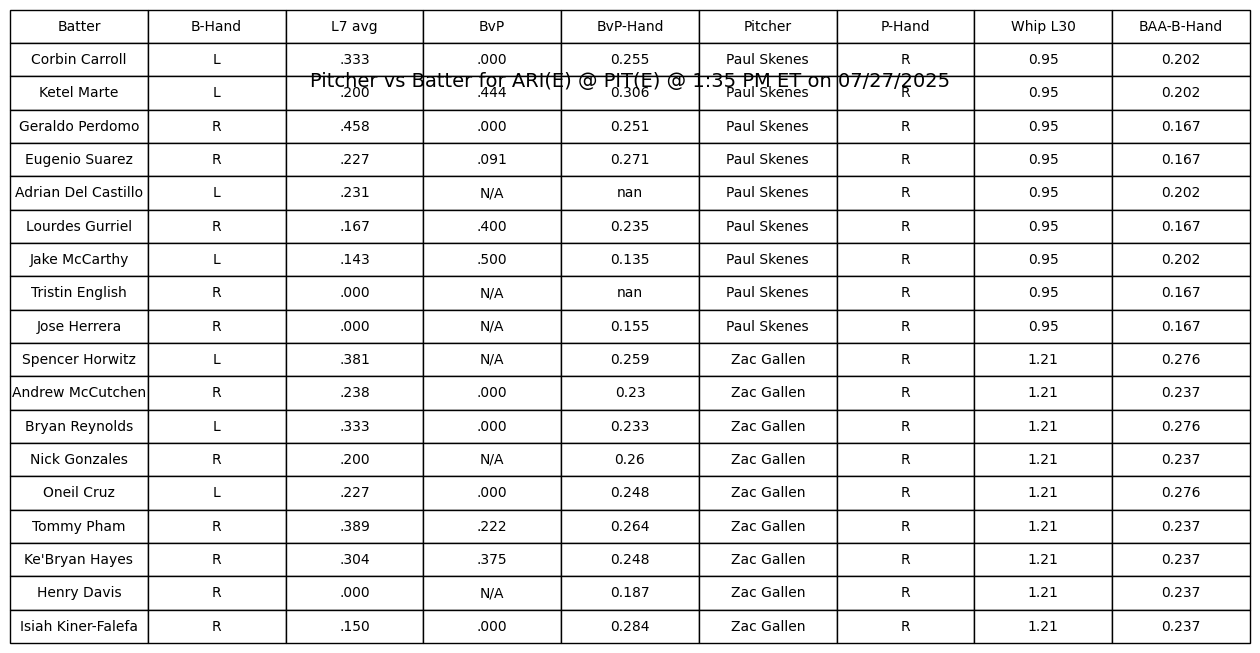 Batter B-Hand L7 avg BvP BvP-Hand Pitcher P-Hand Whip L30 BAA-B-Hand
Corbin Carroll L .333 .000 0.255 Paul Skenes R 0.95 0.202
Pitcher vs Batter for ARI(E) @ PIT(E) @ 1:35 PM ET on 07/27/2025
Ketel Marte L .200 .444 0.306 Paul Skenes R 0.95 0.202
Geraldo Perdomo R .458 .000 0.251 Paul Skenes R 0.95 0.167
Eugenio Suarez R .227 .091 0.271 Paul Skenes R 0.95 0.167
Adrian Del Castillo L .231 N/A nan Paul Skenes R 0.95 0.202
Lourdes Gurriel R .167 .400 0.235 Paul Skenes R 0.95 0.167
Jake McCarthy L .143 .500 0.135 Paul Skenes R 0.95 0.202
Tristin English R .000 N/A nan Paul Skenes R 0.95 0.167
Jose Herrera R .000 N/A 0.155 Paul Skenes R 0.95 0.167
Spencer Horwitz L .381 N/A 0.259 Zac Gallen R 1.21 0.276
Andrew McCutchen R .238 .000 0.23 Zac Gallen R 1.21 0.237
Bryan Reynolds L .333 .000 0.233 Zac Gallen R 1.21 0.276
Nick Gonzales R .200 N/A 0.26 Zac Gallen R 1.21 0.237
Oneil Cruz L .227 .000 0.248 Zac Gallen R 1.21 0.276
Tommy Pham R .389 .222 0.264 Zac Gallen R 1.21 0.237
Ke'Bryan Hayes R .304 .375 0.248 Zac Gallen R 1.21 0.237
Henry Davis R .000 N/A 0.187 Zac Gallen R 1.21 0.237
Isiah Kiner-Falefa R .150 .000 0.284 Zac Gallen R 1.21 0.237